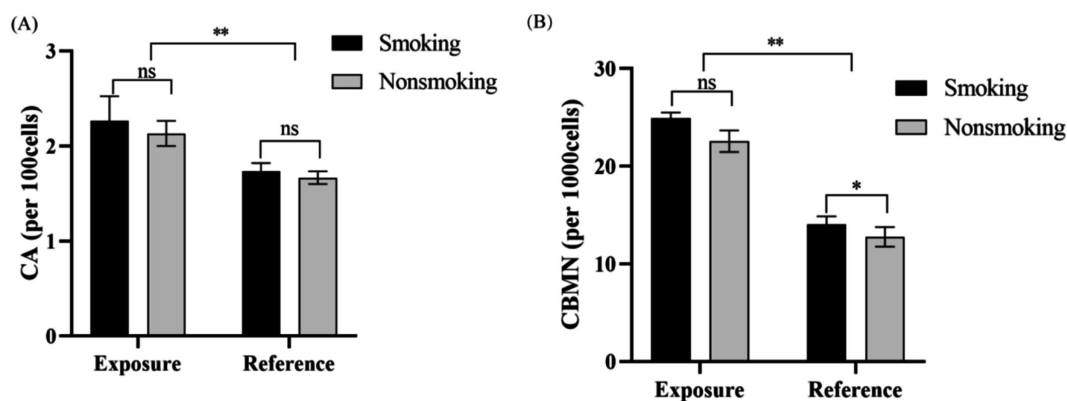 (A)
**
Smoking
Nonsmoking
3
ns
ns
2
1
0
CA (per 100cells)
Exposure
Reference
(B)
**
Smoking
Nonsmoking
30
ns
20
*
10
0
CBMN (per 1000cells)
Exposure
Reference